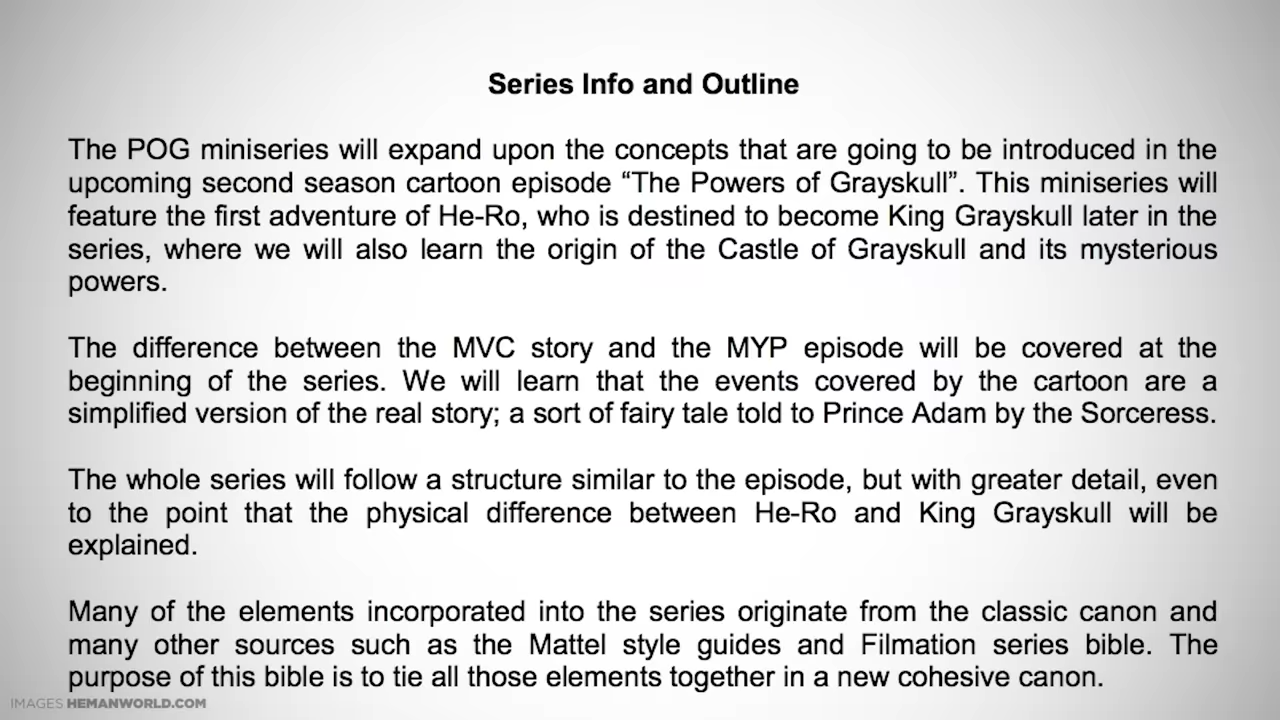 Series Info and Outline
The POG miniseries will expand upon the concepts that are going to be introduced in the
upcoming second season cartoon episode “The Powers of Grayskull”. This miniseries will
feature the first adventure of He-Ro, who is destined to become King Grayskull later in the
series, where we will also learn the origin of the Castle of Grayskull and its mysterious
powers.
The difference between the MVC story and the MYP episode will be covered at the
beginning of the series. We will learn that the events covered by the cartoon are a
simplified version of the real story; a sort of fairy tale told to Prince Adam by the Sorceress.
The whole series will follow a structure similar to the episode, but with greater detail, even
to the point that the physical difference between He-Ro and King Grayskull will be
explained.
Many of the elements incorporated into the series originate from the classic canon and
many other sources such as the Mattel style guides and Filmation series bible. The
purpose of this bible is to tie all those elements together in a new cohesive canon.
IMAGES HEMANWORLD.COM